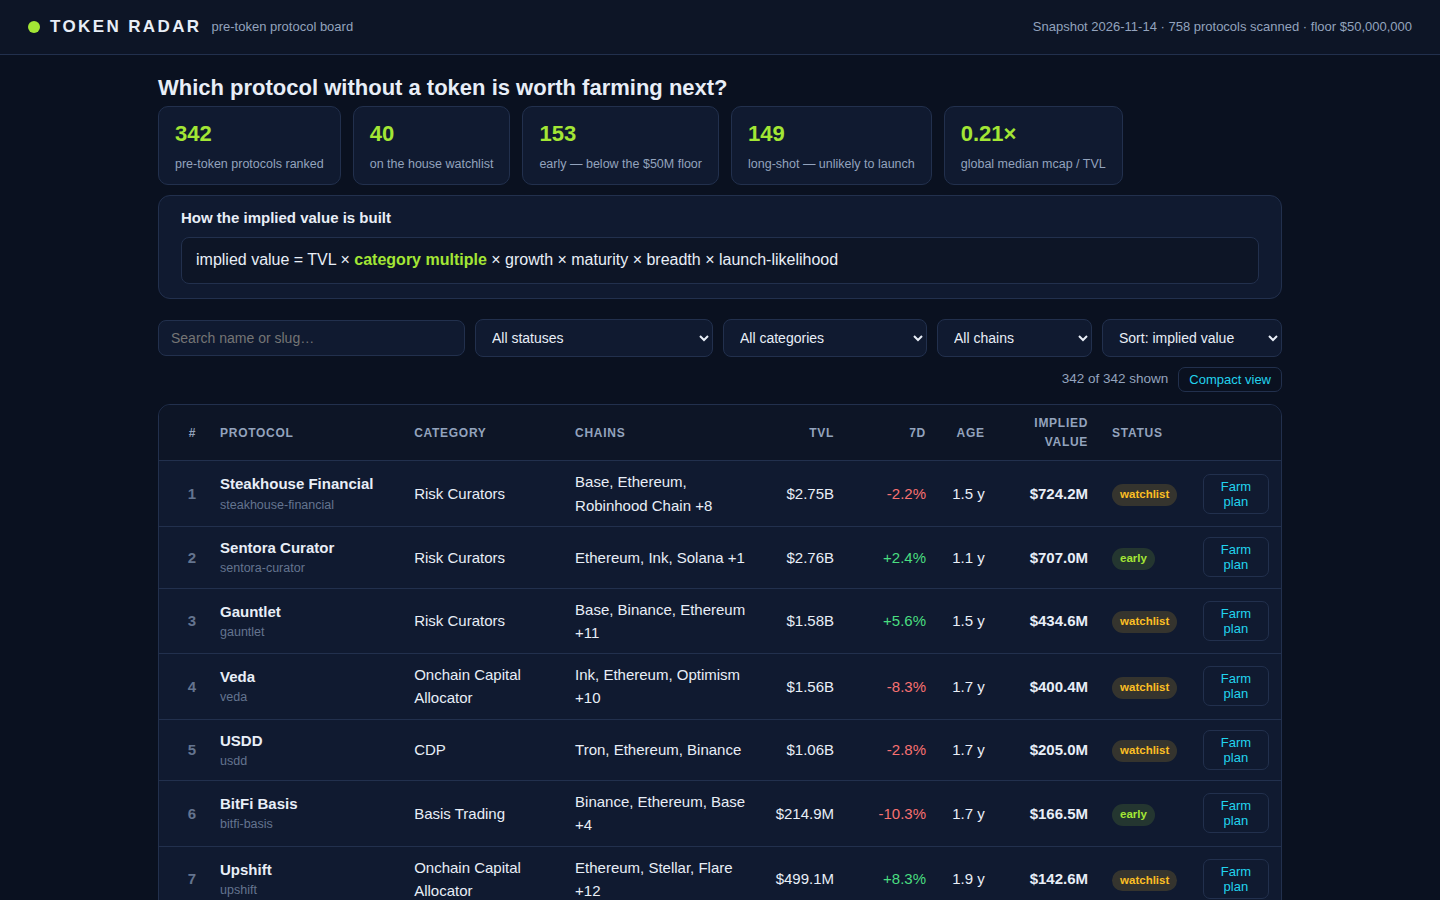 TOKEN RADAR pre-token protocol board
Snapshot 2026-11-14 · 758 protocols scanned · floor $50,000,000
Which protocol without a token is worth farming next?
342
pre-token protocols ranked
40
on the house watchlist
153
early — below the $50M floor
149
long-shot — unlikely to launch
0.21×
global median mcap / TVL
How the implied value is built
implied value = TVL × category multiple × growth × maturity × breadth × launch-likelihood
Search name or slug…
All statuses
All categories
All chains
Sort: implied value
342 of 342 shown
Compact view
# PROTOCOL CATEGORY CHAINS TVL 7D AGE IMPLIED VALUE STATUS
1 Steakhouse Financial steakhouse-financial Risk Curators Base, Ethereum, Robinhood Chain +8 $2.75B -2.2% 1.5 y $724.2M watchlist Farm plan
2 Sentora Curator sentora-curator Risk Curators Ethereum, Ink, Solana +1 $2.76B +2.4% 1.1 y $707.0M early Farm plan
3 Gauntlet gauntlet Risk Curators Base, Binance, Ethereum +11 $1.58B +5.6% 1.5 y $434.6M watchlist Farm plan
4 Veda veda Onchain Capital Allocator Ink, Ethereum, Optimism +10 $1.56B -8.3% 1.7 y $400.4M watchlist Farm plan
5 USDD usdd CDP Tron, Ethereum, Binance $1.06B -2.8% 1.7 y $205.0M watchlist Farm plan
6 BitFi Basis bitfi-basis Basis Trading Binance, Ethereum, Base +4 $214.9M -10.3% 1.7 y $166.5M early Farm plan
7 Upshift upshift Onchain Capital Allocator Ethereum, Stellar, Flare +12 $499.1M +8.3% 1.9 y $142.6M watchlist Farm plan